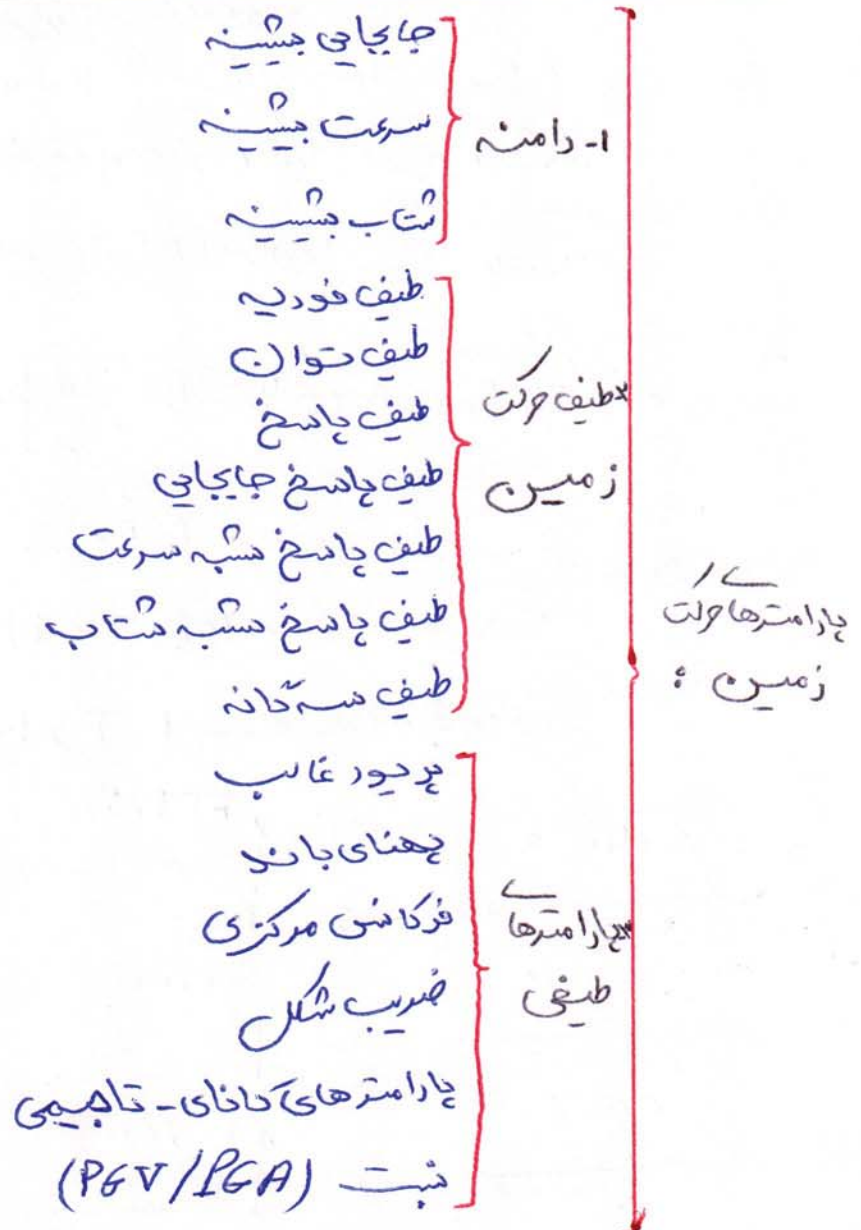 پارامترهای حرکت
زمین :
۱- دامنه
جابجایی بیشینه
سرعت بیشینه
شتاب بیشینه
طیف حرکت
زمین
طیف فوریه
طیف توان
طیف پاسخ
طیف پاسخ جابجایی
طیف پاسخ شبه سرعت
طیف پاسخ شبه شتاب
طیف سه گانه
پارامترهای
طیفی
پریود غالب
پهنای باند
فرکانس مرکزی
ضریب شکل
پارامترهای کانای - تاجیمی
نسبت (PGV/PGA)